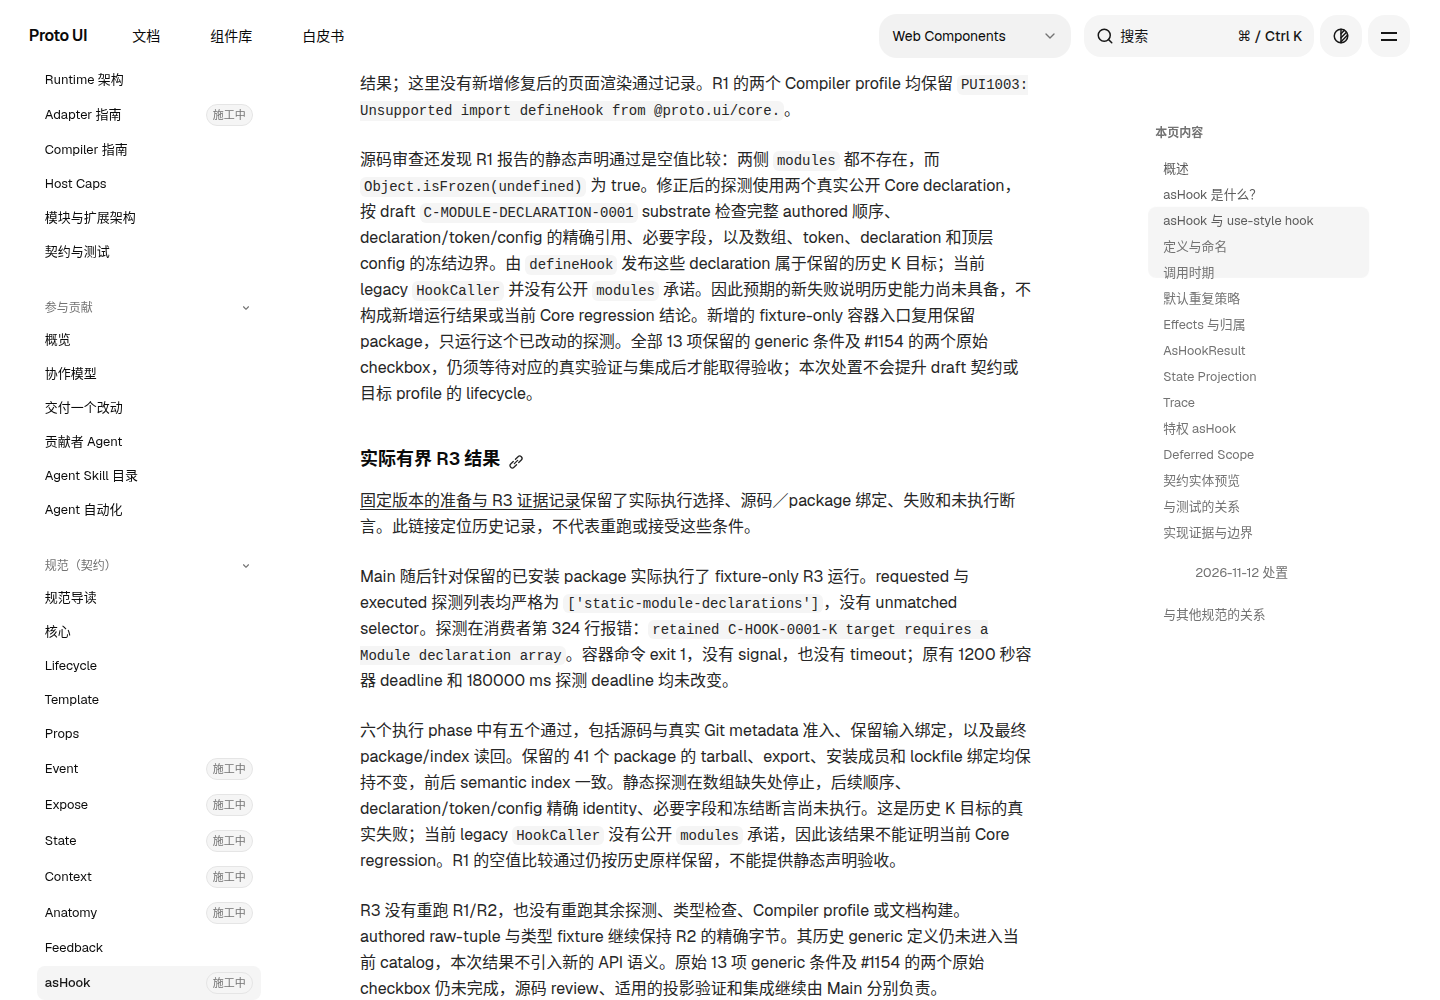 Proto UI
文档
组件库
白皮书
Web Components
搜索
⌘ / Ctrl K
Runtime 架构
Adapter 指南 施工中
Compiler 指南
Host Caps
模块与扩展架构
契约与测试
参与贡献
概览
协作模型
交付一个改动
贡献者 Agent
Agent Skill 目录
Agent 自动化
规范（契约）
规范导读
核心
Lifecycle
Template
Props
Event 施工中
Expose 施工中
State 施工中
Context 施工中
Anatomy 施工中
Feedback
asHook 施工中
结果；这里没有新增修复后的页面渲染通过记录。R1 的两个 Compiler profile 均保留 PUI1003:
Unsupported import defineHook from @proto.ui/core.。
源码审查还发现 R1 报告的静态声明通过是空值比较：两侧 modules 都不存在，而
Object.isFrozen(undefined) 为 true。修正后的探测使用两个真实公开 Core declaration，
按 draft C-MODULE-DECLARATION-0001 substrate 检查完整 authored 顺序、
declaration/token/config 的精确引用、必要字段，以及数组、token、declaration 和顶层
config 的冻结边界。由 defineHook 发布这些 declaration 属于保留的历史 K 目标；当前
legacy HookCaller 并没有公开 modules 承诺。因此预期的新失败说明历史能力尚未具备，不
构成新增运行结果或当前 Core regression 结论。新增的 fixture-only 容器入口复用保留
package，只运行这个已改动的探测。全部 13 项保留的 generic 条件及 #1154 的两个原始
checkbox，仍须等待对应的真实验证与集成后才能取得验收；本次处置不会提升 draft 契约或
目标 profile 的 lifecycle。
实际有界 R3 结果
固定版本的准备与 R3 证据记录保留了实际执行选择、源码／package 绑定、失败和未执行断
言。此链接定位历史记录，不代表重跑或接受这些条件。
Main 随后针对保留的已安装 package 实际执行了 fixture-only R3 运行。requested 与
executed 探测列表均严格为 ['static-module-declarations']，没有 unmatched
selector。探测在消费者第 324 行报错：retained C-HOOK-0001-K target requires a
Module declaration array。容器命令 exit 1，没有 signal，也没有 timeout；原有 1200 秒容
器 deadline 和 180000 ms 探测 deadline 均未改变。
六个执行 phase 中有五个通过，包括源码与真实 Git metadata 准入、保留输入绑定，以及最终
package/index 读回。保留的 41 个 package 的 tarball、export、安装成员和 lockfile 绑定均保
持不变，前后 semantic index 一致。静态探测在数组缺失处停止，后续顺序、
declaration/token/config 精确 identity、必要字段和冻结断言尚未执行。这是历史 K 目标的真
实失败；当前 legacy HookCaller 没有公开 modules 承诺，因此该结果不能证明当前 Core
regression。R1 的空值比较通过仍按历史原样保留，不能提供静态声明验收。
R3 没有重跑 R1/R2，也没有重跑其余探测、类型检查、Compiler profile 或文档构建。
authored raw-tuple 与类型 fixture 继续保持 R2 的精确字节。其历史 generic 定义仍未进入当
前 catalog，本次结果不引入新的 API 语义。原始 13 项 generic 条件及 #1154 的两个原始
checkbox 仍未完成，源码 review、适用的投影验证和集成继续由 Main 分别负责。
本页内容
概述
asHook 是什么？
asHook 与 use-style hook
定义与命名
调用时期
默认重复策略
Effects 与归属
AsHookResult
State Projection
Trace
特权 asHook
Deferred Scope
契约实体预览
与测试的关系
实现证据与边界
2026-11-12 处置
与其他规范的关系